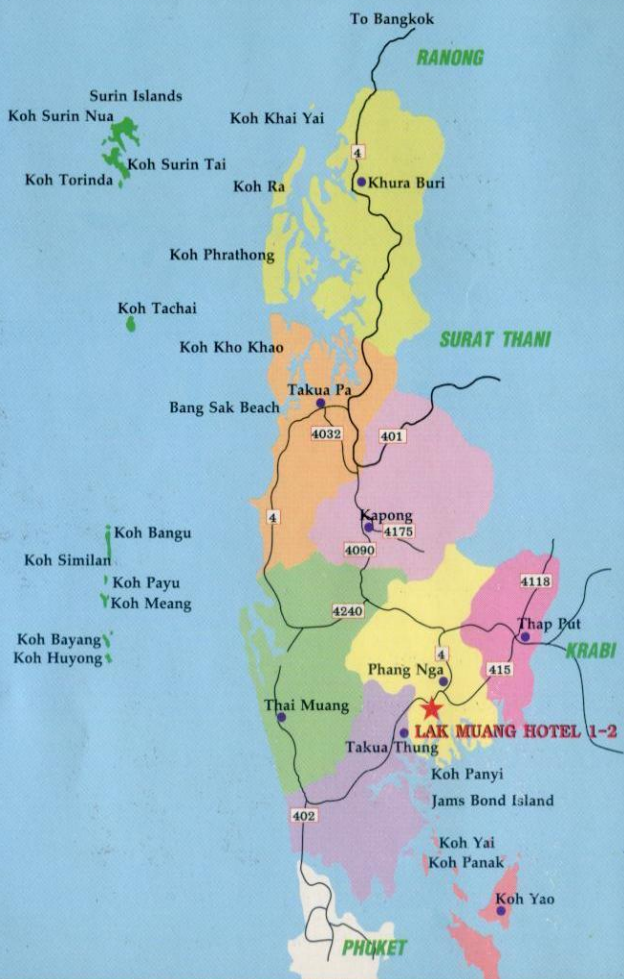 To Bangkok
RANONG
Surin Islands
Koh Surin Nua
Koh Khai Yai
4
Koh Surin Tai
Koh Torinda
Koh Ra
Khura Buri
Koh Phrathong
Koh Tachai
SURAT THANI
Koh Kho Khao
Takua Pa
Bang Sak Beach
4032
401
4
Kapong
4175
Koh Bangu
4090
Koh Similan
Koh Payu
4118
Koh Meang
4240
Thap Put
Koh Bayang
4
KRABI
Koh Huyong
Phang Nga
415
Thai Muang
LAK MUANG HOTEL 1-2
Takua Thung
Koh Panyi
Jams Bond Island
402
Koh Yai
Koh Panak
Koh Yao
PHUKET